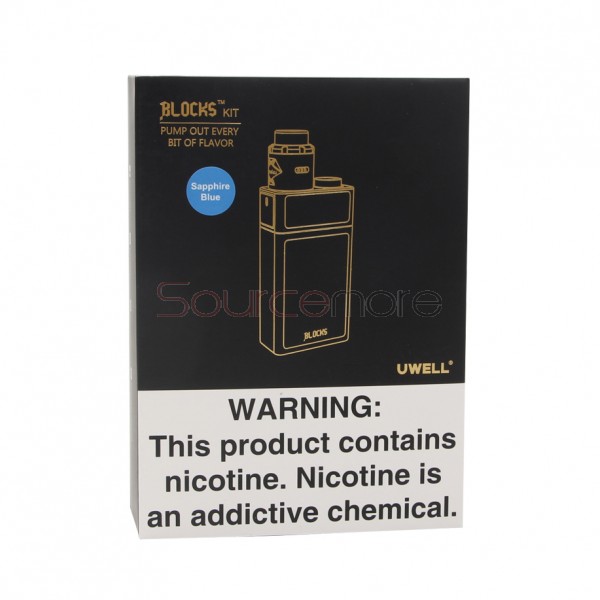 BLOCKS™ KIT
PUMP OUT EVERY
BIT OF FLAVOR
Sapphire
Blue
Sourcemore
BLOCKS
UWELL®
WARNING:
This product contains
nicotine. Nicotine is
an addictive chemical.